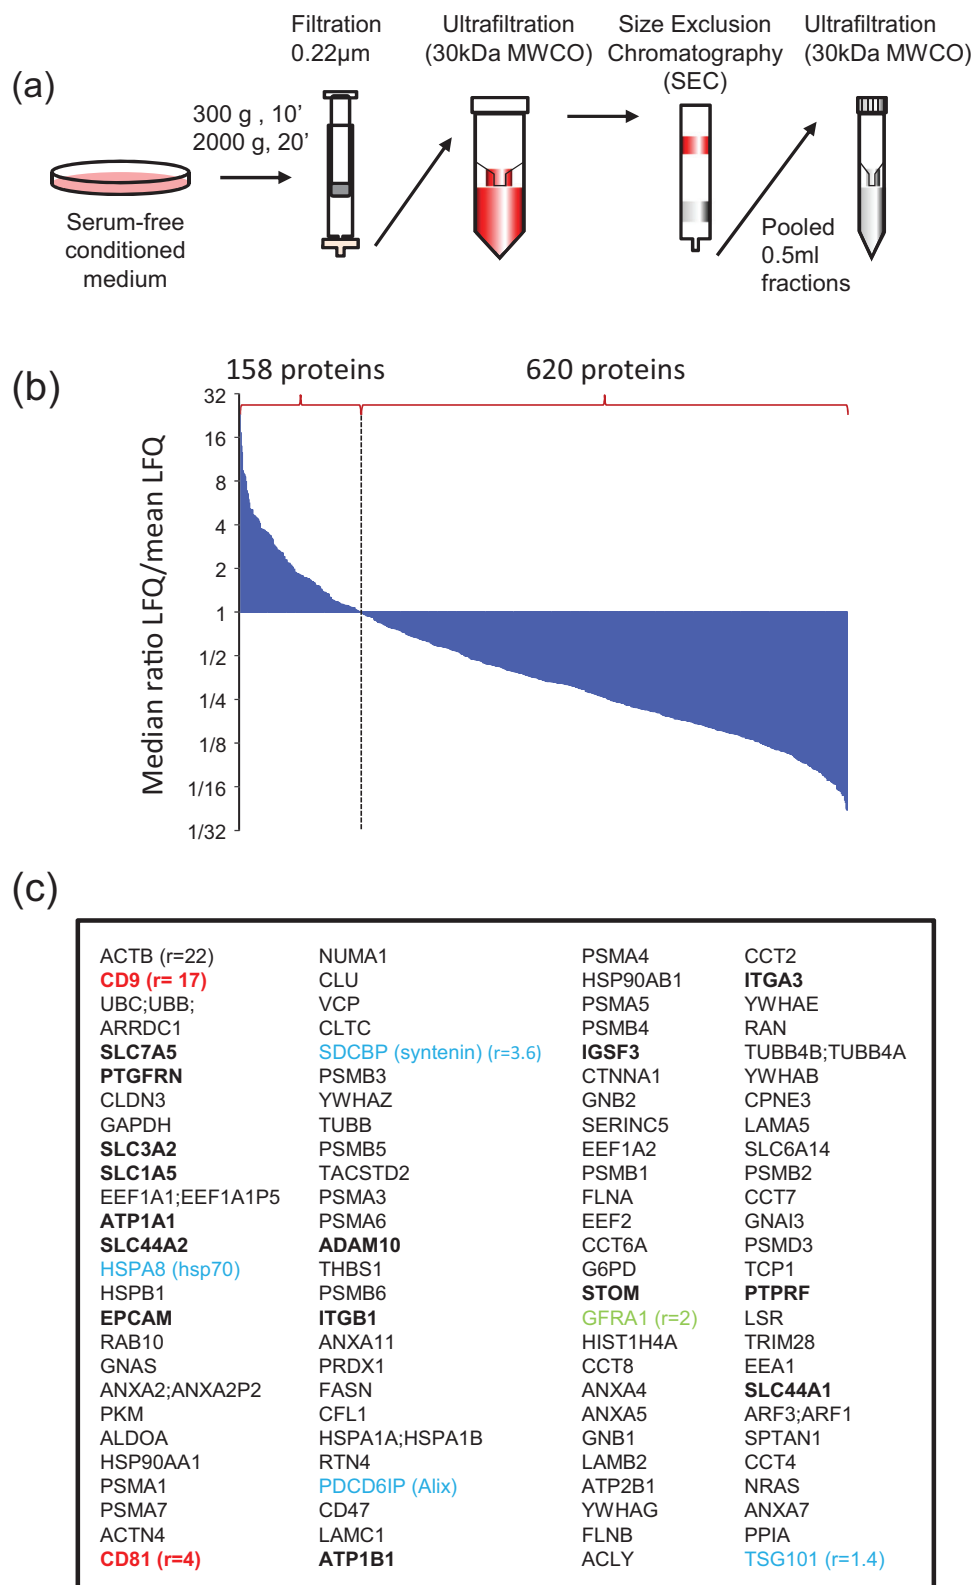 (a)
Filtration
0.22µm
Ultrafiltration
(30kDa MWCO)
Size Exclusion
Chromatography
(SEC)
Ultrafiltration
(30kDa MWCO)
300 g , 10'
2000 g, 20'
Serum-free
conditioned
medium
Pooled
0.5ml
fractions
(b)
158 proteins
620 proteins
Median ratio LFQ/mean LFQ
32
16
8
4
2
1
1/2
1/4
1/8
1/16
1/32
(c)
ACTB (r=22)
CD9 (r= 17)
UBC;UBB;
ARRDC1
SLC7A5
PTGFRN
CLDN3
GAPDH
SLC3A2
SLC1A5
EEF1A1;EEF1A1P5
ATP1A1
SLC44A2
HSPA8 (hsp70)
HSPB1
EPCAM
RAB10
GNAS
ANXA2;ANXA2P2
PKM
ALDOA
HSP90AA1
PSMA1
PSMA7
ACTN4
CD81 (r=4)
NUMA1
CLU
VCP
CLTC
SDCBP (syntenin) (r=3.6)
PSMB3
YWHAZ
TUBB
PSMB5
TACSTD2
PSMA3
PSMA6
ADAM10
THBS1
PSMB6
ITGB1
ANXA11
PRDX1
FASN
CFL1
HSPA1A;HSPA1B
RTN4
PDCD6IP (Alix)
CD47
LAMC1
ATP1B1
PSMA4
HSP90AB1
PSMA5
PSMB4
IGSF3
CTNNA1
GNB2
SERINC5
EEF1A2
PSMB1
FLNA
EEF2
CCT6A
G6PD
STOM
GFRA1 (r=2)
HIST1H4A
CCT8
ANXA4
ANXA5
GNB1
LAMB2
ATP2B1
YWHAG
FLNB
ACLY
CCT2
ITGA3
YWHAE
RAN
TUBB4B;TUBB4A
YWHAB
CPNE3
LAMA5
SLC6A14
PSMB2
CCT7
GNAI3
PSMD3
TCP1
PTPRF
LSR
TRIM28
EEA1
SLC44A1
ARF3;ARF1
SPTAN1
CCT4
NRAS
ANXA7
PPIA
TSG101 (r=1.4)